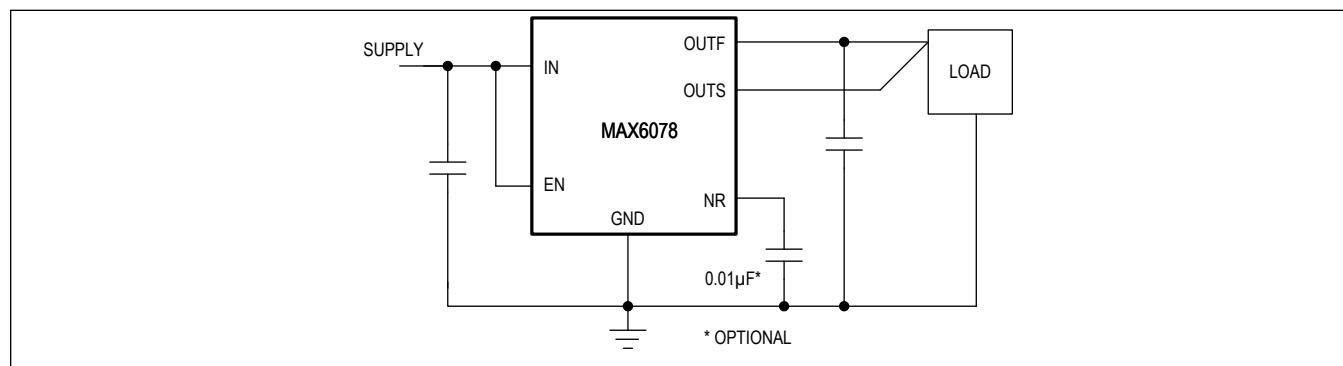 SUPPLY
IN
OUTF
OUTS
LOAD
MAX6078
EN
NR
GND
0.01µF*
* OPTIONAL